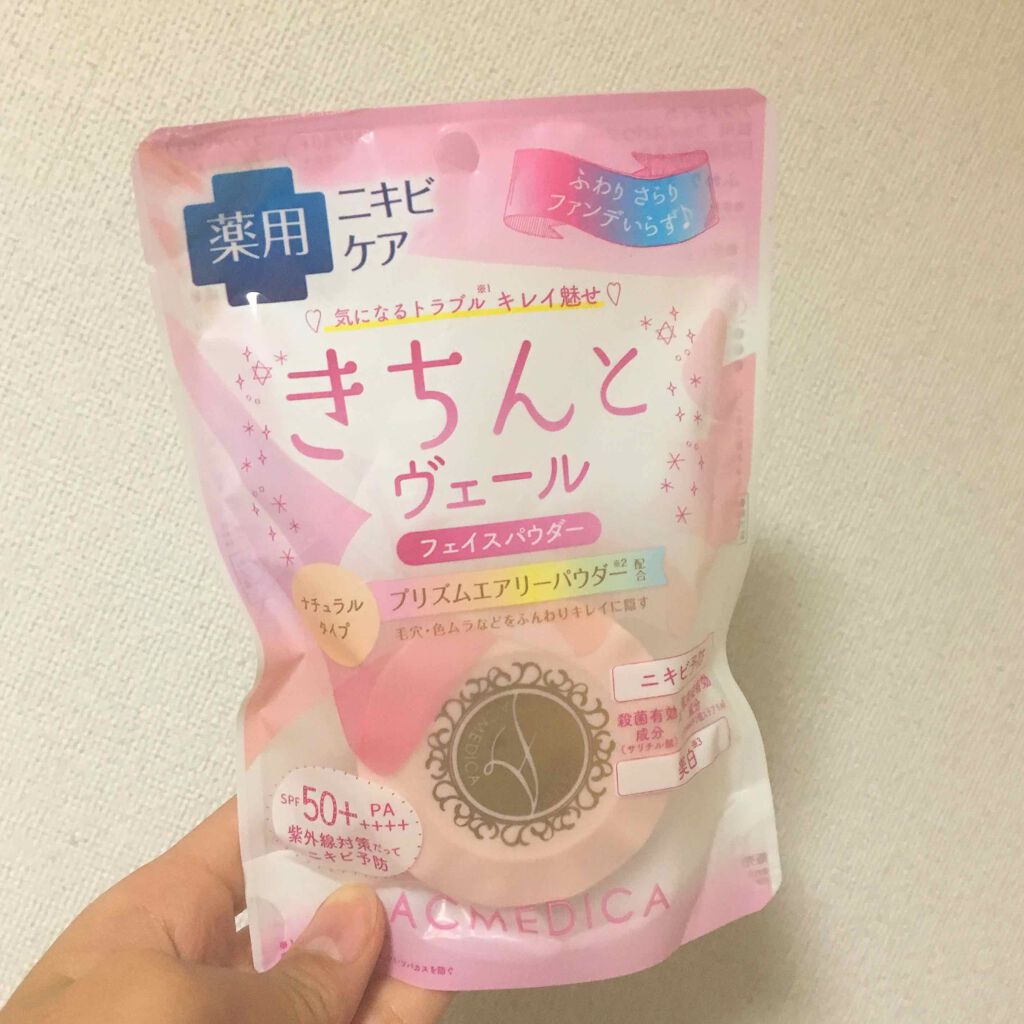 薬用
ニキビ
ケア
ふわり さらり
ファンデいらず♪
♡ 気になるトラブル※1 キレイ魅せ ♡
きちんと
ヴェール
フェイスパウダー
プリズムエアリーパウダー※2 配合
毛穴・色ムラなどをふんわりキレイに隠す
ナチュラル
タイプ
ニキビ予防
殺菌有効
成分
(サリチル酸)
美白※3
MEDICA
SPF50+ PA
++++
紫外線対策だって
ニキビ予防
ACMEDICA